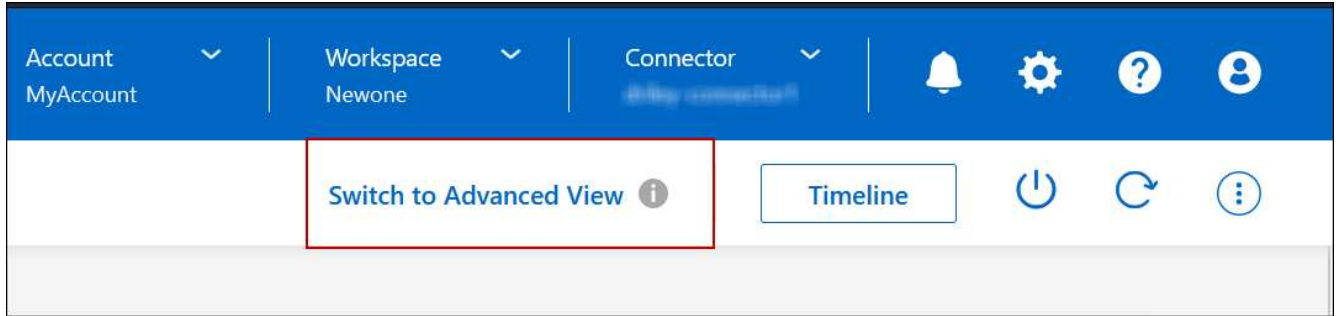 Account
MyAccount
Workspace
Newone
Connector
Switch to Advanced View
Timeline